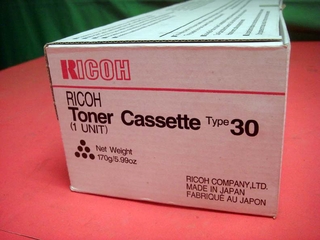 RICOH
RICOH
Toner Cassette Type 30
(1 UNIT)
Net Weight
170g/5.99oz
RICOH COMPANY,LTD.
MADE IN JAPAN
FABRIQUÉ AU JAPON